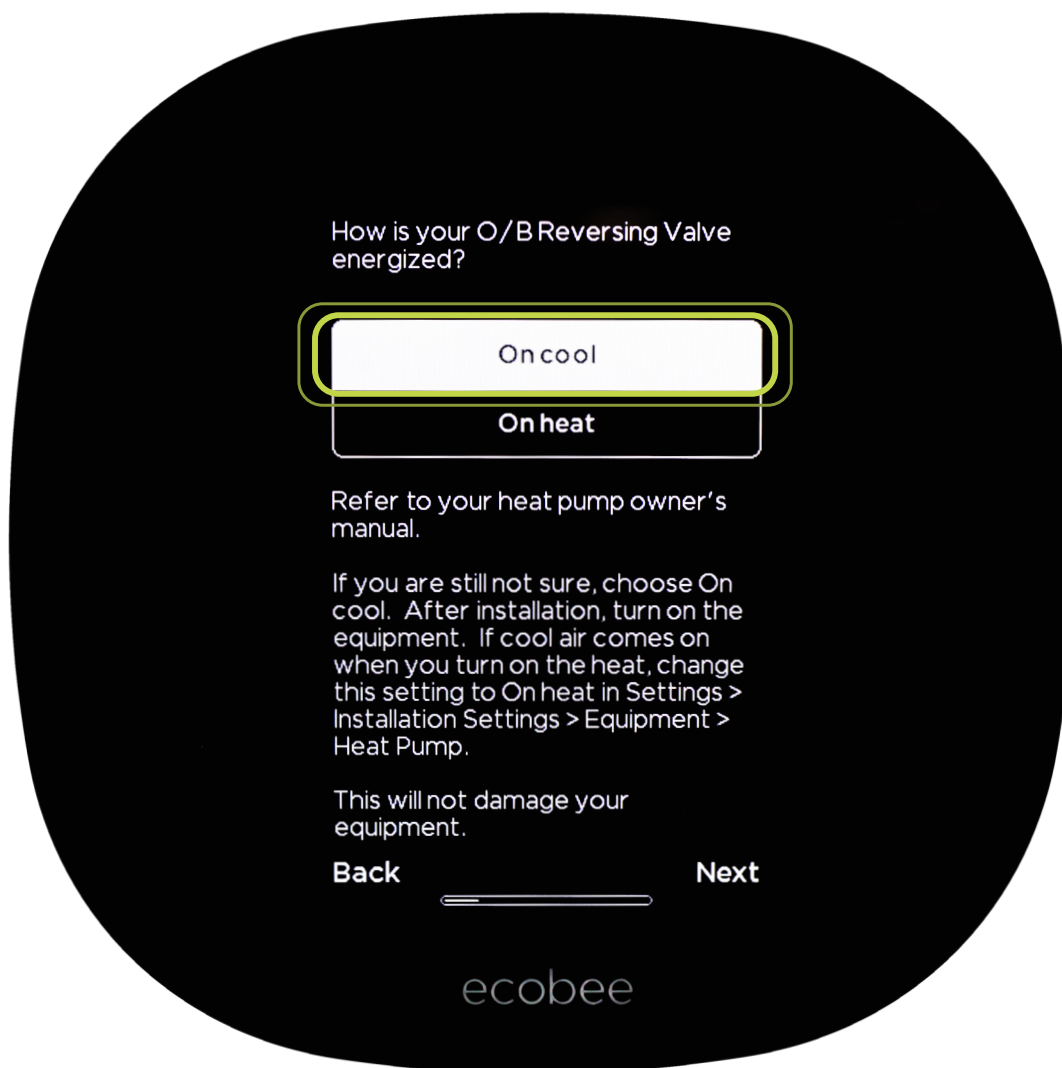 How is your O/B Reversing Valve
energized?
On cool
On heat
Refer to your heat pump owner's
manual.
If you are still not sure, choose On
cool. After installation, turn on the
equipment. If cool air comes on
when you turn on the heat, change
this setting to On heat in Settings >
Installation Settings > Equipment >
Heat Pump.
This will not damage your
equipment.
Back
Next
ecobee